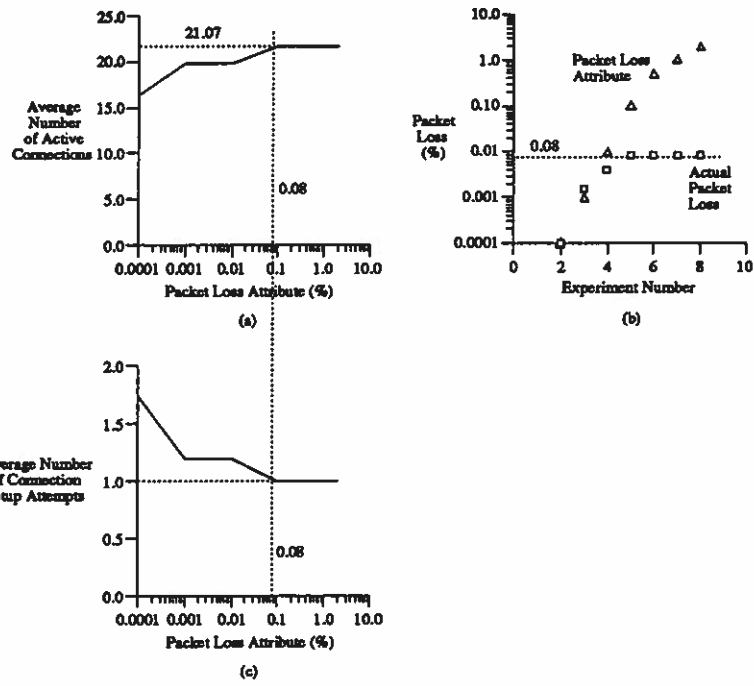 25.0
20.0
15.0
10.0
5.0
0.0
21.07
0.08
Average
Number
of Active
Connections
0.0001 0.001 0.01 0.1 1.0 10.0
Packet Loss Attribute (%)
(a)
10.0
1.0
0.10
0.01
0.001
0.0001
Packet Loss
Attribute
Packet
Loss
(%)
0.08
Actual
Packet
Loss
0 2 4 6 8 10
Experiment Number
(b)
2.0
1.5
1.0
0.5
0.0
verage Number
f Connection
tup Attempts
0.08
0.0001 0.001 0.01 0.1 1.0 10.0
Packet Loss Attribute (%)
(c)